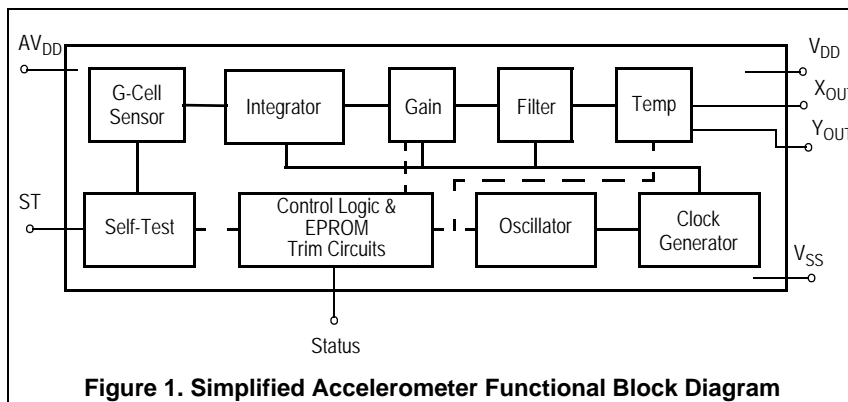 AVDD
VDD
G-Cell
Sensor
Integrator
Gain
Filter
Temp
XOUT
YOUT
ST
Self-Test
Control Logic &
EPROM
Trim Circuits
Oscillator
Clock
Generator
VSS
Status
Figure 1. Simplified Accelerometer Functional Block Diagram